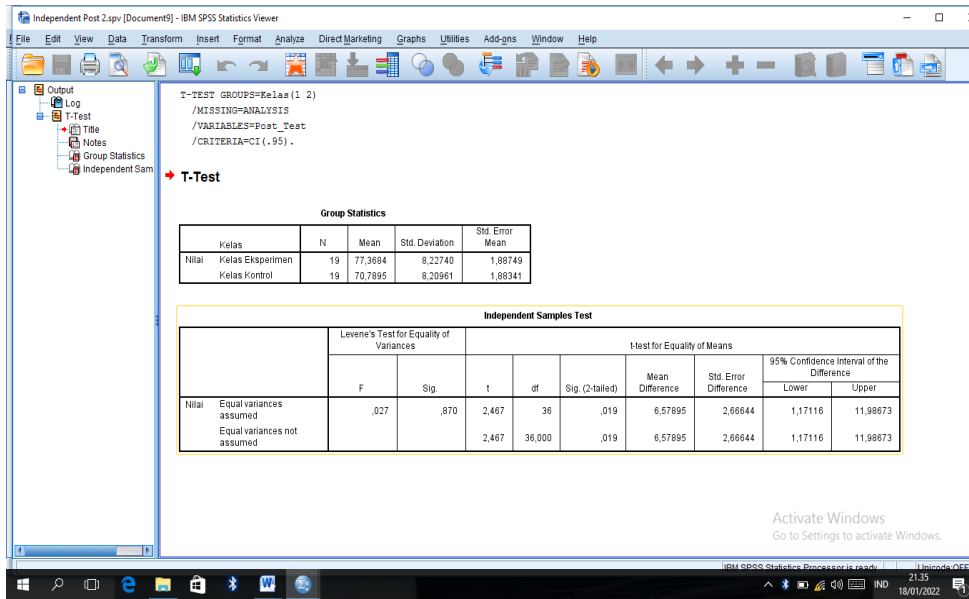 Independent Post 2.spv [Document9] - IBM SPSS Statistics Viewer
File Edit View Data Transform Insert Format Analyze Direct Marketing Graphs Utilities Add-ons Window Help
Output
Log
T-Test
Title
Notes
Group Statistics
Independent Sam
T-TEST GROUPS=Kelas(1 2)
/MISSING=ANALYSIS
/VARIABLES=Post_Test
/CRITERIA=CI(.95).
T-Test
Group Statistics
Kelas N Mean Std. Deviation Std. Error Mean
Nilai Kelas Eksperimen 19 77,3684 8,22740 1,88749
Kelas Kontrol 19 70,7895 8,20961 1,88341
Independent Samples Test
Levene's Test for Equality of Variances t-test for Equality of Means
F Sig. t df Sig. (2-tailed) Mean Difference Std. Error Difference 95% Confidence Interval of the Difference
Lower Upper
Nilai Equal variances assumed ,027 ,870 2,467 36 ,019 6,57895 2,66644 1,17116 11,98673
Equal variances not assumed 2,467 36,000 ,019 6,57895 2,66644 1,17116 11,98673
Activate Windows
Go to Settings to activate Windows.
IBM SPSS Statistics Processor is ready Unicode:OFF
IND
21.35
18/01/2022